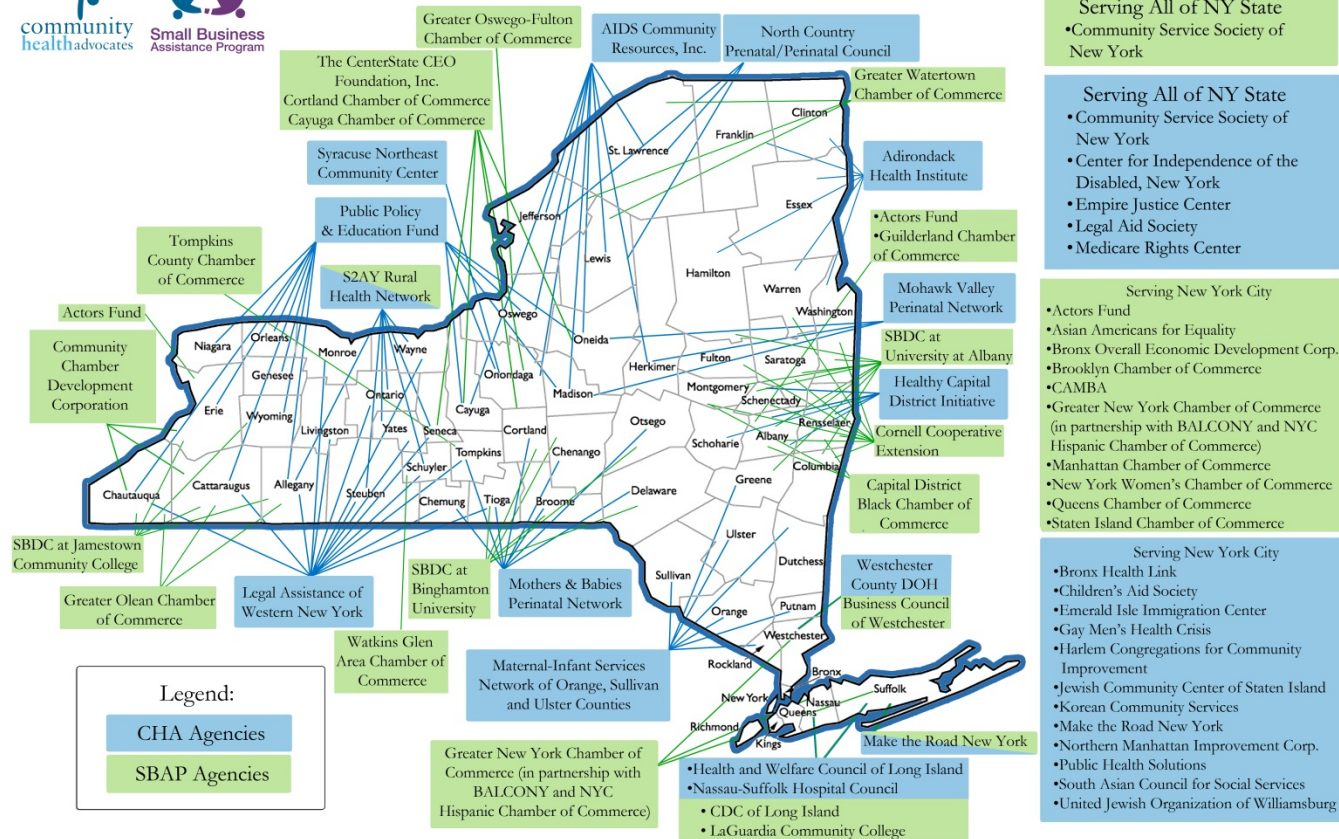 community
healthadvocates
Small Business
Assistance Program
Greater Oswego-Fulton
Chamber of Commerce
The CenterState CEO
Foundation, Inc.
Cortland Chamber of Commerce
Cayuga Chamber of Commerce
AIDS Community
Resources, Inc.
North Country
Prenatal/Perinatal Council
Greater Watertown
Chamber of Commerce
Syracuse Northeast
Community Center
Adirondack
Health Institute
Public Policy
& Education Fund
Tompkins
County Chamber
of Commerce
S2AY Rural
Health Network
•Actors Fund
•Guilderland Chamber
of Commerce
Mohawk Valley
Perinatal Network
Actors Fund
Community
Chamber
Development
Corporation
SBDC at
University at Albany
Healthy Capital
District Initiative
Cornell Cooperative
Extension
Capital District
Black Chamber of
Commerce
SBDC at Jamestown
Community College
Greater Olean Chamber
of Commerce
Legal Assistance of
Western New York
SBDC at
Binghamton
University
Mothers & Babies
Perinatal Network
Watkins Glen
Area Chamber of
Commerce
Westchester
County DOH
Business Council
of Westchester
Maternal-Infant Services
Network of Orange, Sullivan
and Ulster Counties
Greater New York Chamber of
Commerce (in partnership with
BALCONY and NYC
Hispanic Chamber of Commerce)
Make the Road New York
•Health and Welfare Council of Long Island
•Nassau-Suffolk Hospital Council
• CDC of Long Island
• LaGuardia Community College
Clinton
Franklin
St. Lawrence
Jefferson
Essex
Lewis
Hamilton
Warren
Washington
Oswego
Oneida
Herkimer
Fulton
Saratoga
Montgomery
Schenectady
Rensselaer
Albany
Schoharie
Columbia
Niagara
Orleans
Monroe
Wayne
Genesee
Ontario
Onondaga
Madison
Erie
Wyoming
Livingston
Yates
Seneca
Cayuga
Cortland
Otsego
Chenango
Tompkins
Schuyler
Chautauqua
Cattaraugus
Allegany
Steuben
Chemung
Tioga
Broome
Delaware
Greene
Ulster
Dutchess
Sullivan
Orange
Putnam
Westchester
Rockland
Bronx
New York
Nassau
Suffolk
Queens
Richmond
Kings
Legend:
CHA Agencies
SBAP Agencies
Serving All of NY State
•Community Service Society of
New York
Serving All of NY State
•Community Service Society of
New York
•Center for Independence of the
Disabled, New York
•Empire Justice Center
•Legal Aid Society
•Medicare Rights Center
Serving New York City
•Actors Fund
•Asian Americans for Equality
•Bronx Overall Economic Development Corp.
•Brooklyn Chamber of Commerce
•CAMBA
•Greater New York Chamber of Commerce
(in partnership with BALCONY and NYC
Hispanic Chamber of Commerce)
•Manhattan Chamber of Commerce
•New York Women's Chamber of Commerce
•Queens Chamber of Commerce
•Staten Island Chamber of Commerce
Serving New York City
•Bronx Health Link
•Children's Aid Society
•Emerald Isle Immigration Center
•Gay Men's Health Crisis
•Harlem Congregations for Community
Improvement
•Jewish Community Center of Staten Island
•Korean Community Services
•Make the Road New York
•Northern Manhattan Improvement Corp.
•Public Health Solutions
•South Asian Council for Social Services
•United Jewish Organization of Williamsburg